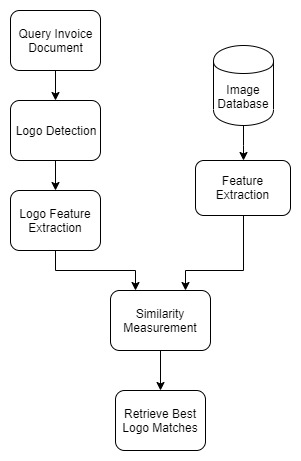 Query Invoice
Document
Logo Detection
Logo Feature
Extraction
Image
Database
Feature
Extraction
Similarity
Measurement
Retrieve Best
Logo Matches